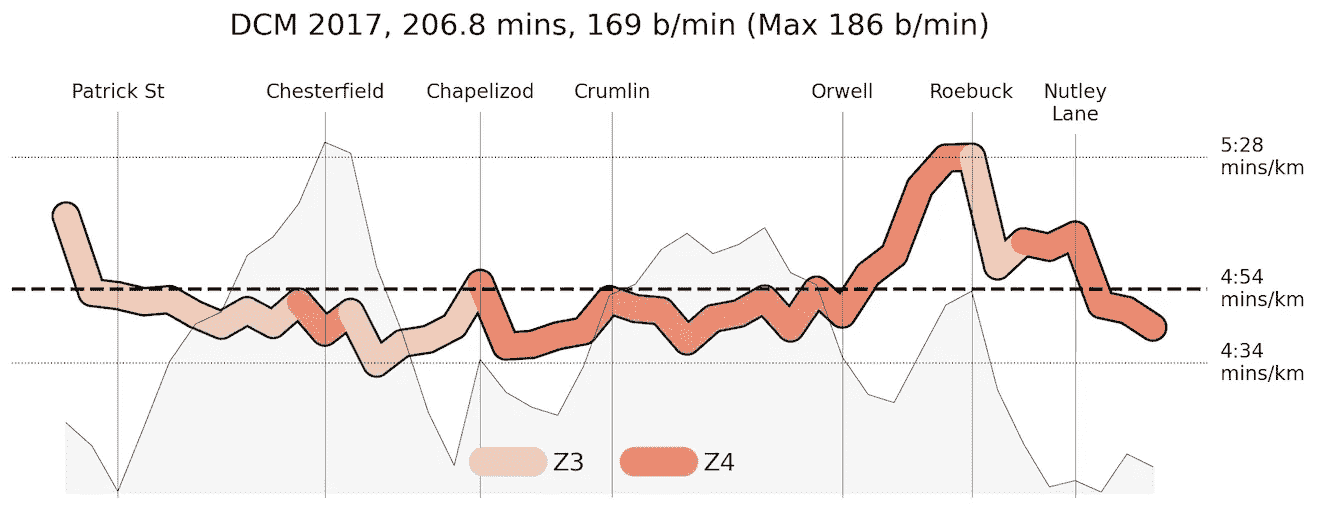 DCM 2017, 206.8 mins, 169 b/min (Max 186 b/min)
Patrick St
Chesterfield
Chapelizod
Crumlin
Orwell
Roebuck
Nutley
Lane
5:28
mins/km
4:54
mins/km
4:34
mins/km
Z3
Z4